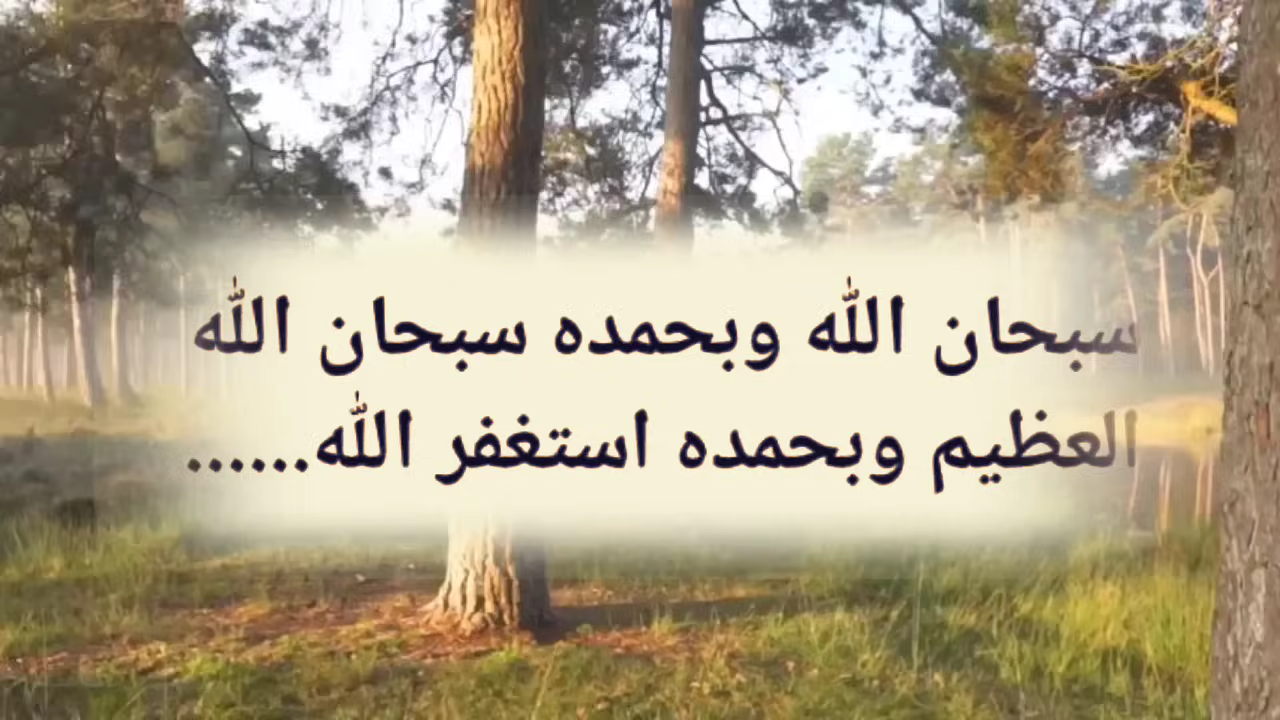 سبحان الله وبحمده سبحان الله
العظيم وبحمده استغفر الله......